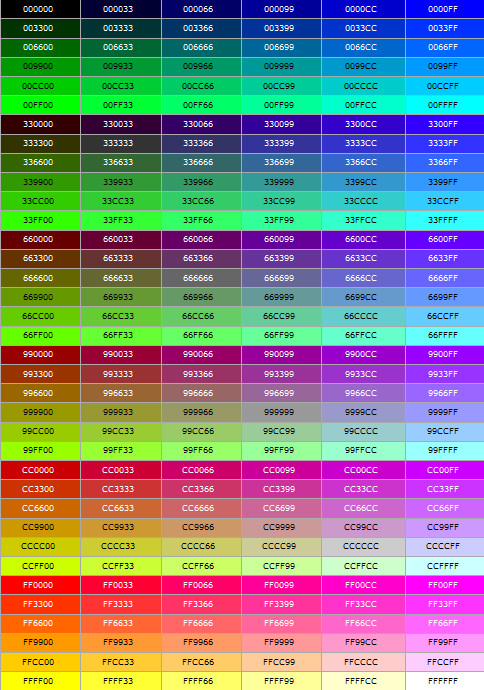 000000 000033 000066 000099 0000CC 0000FF
003300 003333 003366 003399 0033CC 0033FF
006600 006633 006666 006699 0066CC 0066FF
009900 009933 009966 009999 0099CC 0099FF
00CC00 00CC33 00CC66 00CC99 00CCCC 00CCFF
00FF00 00FF33 00FF66 00FF99 00FFCC 00FFFF
330000 330033 330066 330099 3300CC 3300FF
333300 333333 333366 333399 3333CC 3333FF
336600 336633 336666 336699 3366CC 3366FF
339900 339933 339966 339999 3399CC 3399FF
33CC00 33CC33 33CC66 33CC99 33CCCC 33CCFF
33FF00 33FF33 33FF66 33FF99 33FFCC 33FFFF
660000 660033 660066 660099 6600CC 6600FF
663300 663333 663366 663399 6633CC 6633FF
666600 666633 666666 666699 6666CC 6666FF
669900 669933 669966 669999 6699CC 6699FF
66CC00 66CC33 66CC66 66CC99 66CCCC 66CCFF
66FF00 66FF33 66FF66 66FF99 66FFCC 66FFFF
990000 990033 990066 990099 9900CC 9900FF
993300 993333 993366 993399 9933CC 9933FF
996600 996633 996666 996699 9966CC 9966FF
999900 999933 999966 999999 9999CC 9999FF
99CC00 99CC33 99CC66 99CC99 99CCCC 99CCFF
99FF00 99FF33 99FF66 99FF99 99FFCC 99FFFF
CC0000 CC0033 CC0066 CC0099 CC00CC CC00FF
CC3300 CC3333 CC3366 CC3399 CC33CC CC33FF
CC6600 CC6633 CC6666 CC6699 CC66CC CC66FF
CC9900 CC9933 CC9966 CC9999 CC99CC CC99FF
CCCC00 CCCC33 CCCC66 CCCC99 CCCCCC CCCCFF
CCFF00 CCFF33 CCFF66 CCFF99 CCFFCC CCFFFF
FF0000 FF0033 FF0066 FF0099 FF00CC FF00FF
FF3300 FF3333 FF3366 FF3399 FF33CC FF33FF
FF6600 FF6633 FF6666 FF6699 FF66CC FF66FF
FF9900 FF9933 FF9966 FF9999 FF99CC FF99FF
FFCC00 FFCC33 FFCC66 FFCC99 FFCCCC FFCCFF
FFFF00 FFFF33 FFFF66 FFFF99 FFFFCC FFFFFF